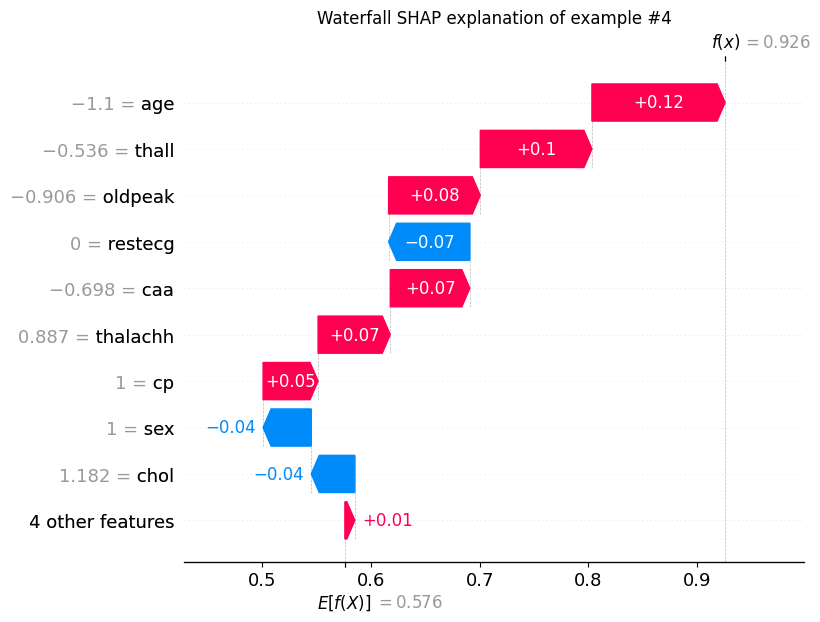 Waterfall SHAP explanation of example #4
f(x) = 0.926
−1.1 = age +0.12
−0.536 = thall +0.1
−0.906 = oldpeak +0.08
0 = restecg −0.07
−0.698 = caa +0.07
0.887 = thalachh +0.07
1 = cp +0.05
1 = sex −0.04
1.182 = chol −0.04
4 other features +0.01
0.5 0.6 0.7 0.8 0.9
E[f(X)] = 0.576